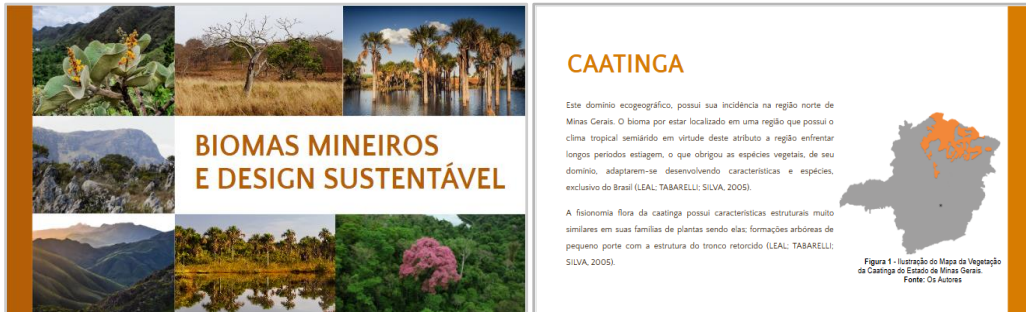 BIOMAS MINEIROS
E DESIGN SUSTENTÁVEL
CAATINGA
Este domínio ecogeográfico, possui sua incidência na região norte de
Minas Gerais. O bioma por estar localizado em uma região que possui o
clima tropical semiárido em virtude deste atributo a região enfrentar
longos períodos estiagem, o que obrigou as espécies vegetais, de seu
domínio, adaptarem-se desenvolvendo características e espécies,
exclusivo do Brasil (LEAL; TABARELLI; SILVA, 2005).
A fisionomia flora da caatinga possui características estruturais muito
similares em suas famílias de plantas sendo elas; formações arbóreas de
pequeno porte com a estrutura do tronco retorcido (LEAL; TABARELLI;
SILVA, 2005).
Figura 1 - Ilustração do Mapa da Vegetação
da Caatinga do Estado de Minas Gerais.
Fonte: Os Autores